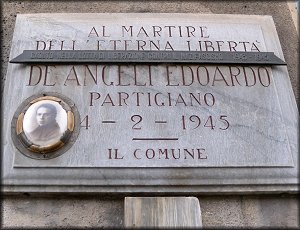 AL MARTIRE
DELL'ETERNA LIBERTÀ
DE ANGELI EDOARDO
PARTIGIANO
4-2-1945
IL COMUNE